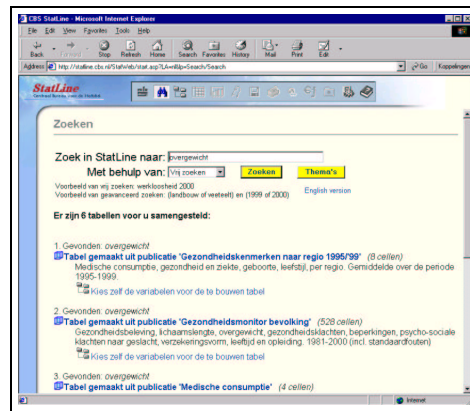 CBS StatLine - Microsoft Internet Explorer
File Edit View Favorites Tools Help
Back Forward Stop Refresh Home Search Favorites History Mail Print Edit
Address http://statline.cbs.nl/StatWeb/start.asp?LA=nl&lp=Search/Search Go Koppelingen
StatLine
Centraal Bureau voor de Statistiek
Zoeken
Zoek in StatLine naar: overgewicht
Met behulp van: Vrij zoeken Zoeken Thema's
Voorbeeld van vrij zoeken: werkloosheid 2000
Voorbeeld van geavanceerd zoeken: (landbouw of veeteelt) en (1999 of 2000) English version
Er zijn 6 tabellen voor u samengesteld:
1. Gevonden: overgewicht
Tabel gemaakt uit publicatie 'Gezondheidskenmerken naar regio 1995/'99' (8 cellen)
Medische consumptie, gezondheid en ziekte, geboorte, leefstijl, per regio. Gemiddelde over de periode
1995-1999.
Kies zelf de variabelen voor de te bouwen tabel
2. Gevonden: overgewicht
Tabel gemaakt uit publicatie 'Gezondheidsmonitor bevolking' (528 cellen)
Gezondheidsbeleving, lichaamslengte, overgewicht, gezondheidsklachten, beperkingen, psycho-sociale
klachten naar geslacht, verzekeringsvorm, leeftijd en opleiding. 1981-2000 (incl. standaardfouten)
Kies zelf de variabelen voor de te bouwen tabel
3. Gevonden: overgewicht
Tabel gemaakt uit publicatie 'Medische consumptie' (4 cellen)
Internet